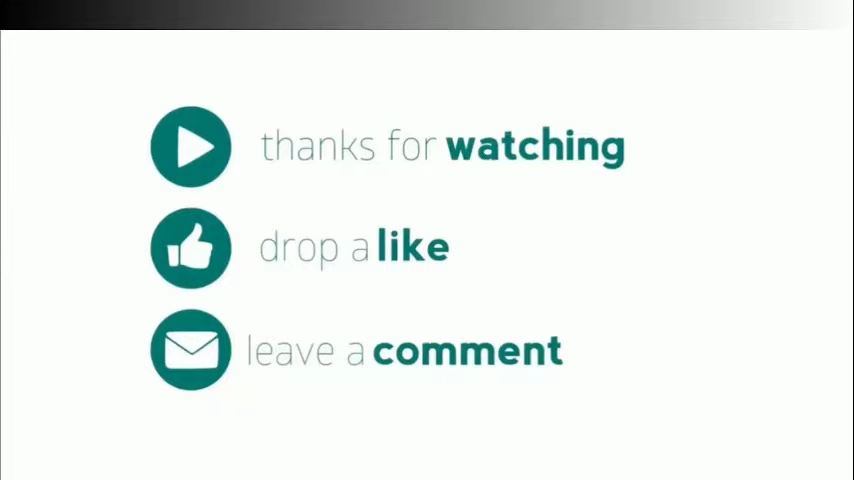 thanks for watching
drop a like
leave a comment